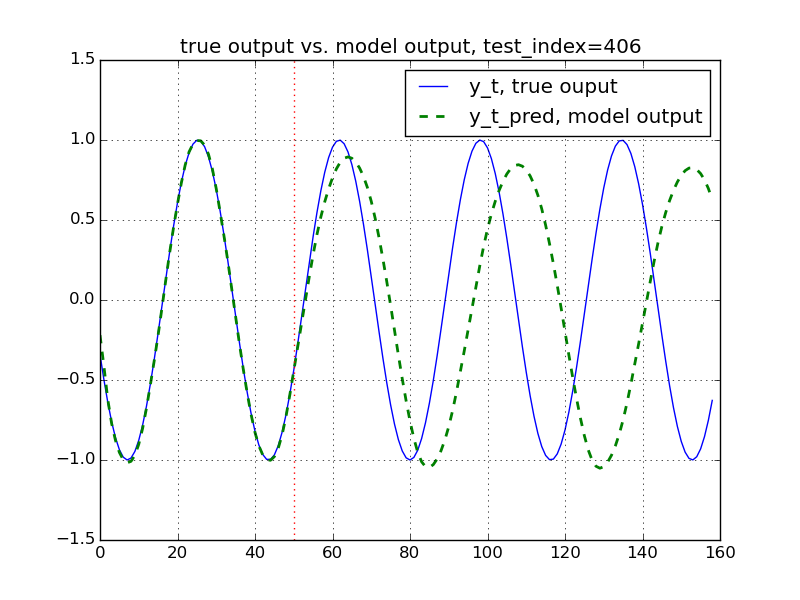 true output vs. model output, test_index=406
y_t, true ouput
y_t_pred, model output
1.5
1.0
0.5
0.0
−0.5
−1.0
−1.5
0 20 40 60 80 100 120 140 160